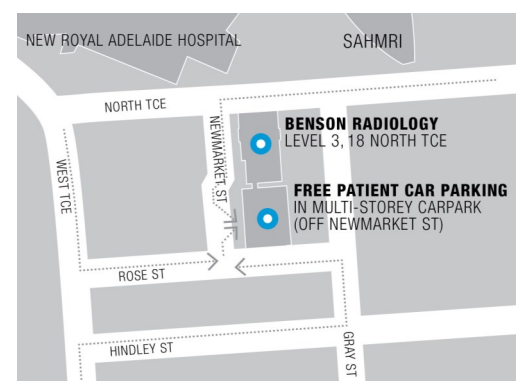 NEW ROYAL ADELAIDE HOSPITAL
SAHMRI
NORTH TCE
NEWMARKET ST
BENSON RADIOLOGY
LEVEL 3, 18 NORTH TCE
WEST TCE
FREE PATIENT CAR PARKING
IN MULTI-STOREY CARPARK
(OFF NEWMARKET ST)
ROSE ST
HINDLEY ST
GRAY ST